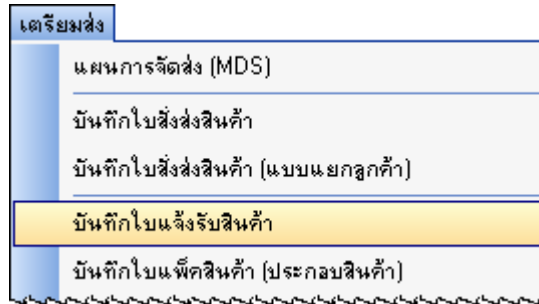 เตรียมส่ง
แผนการจัดส่ง (MDS)
บันทึกใบสั่งส่งสินค้า
บันทึกใบสั่งส่งสินค้า (แบบแยกลูกค้า)
บันทึกใบแจ้งรับสินค้า
บันทึกใบแพ็คสินค้า (ประกอบสินค้า)